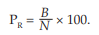 P_R = B/N × 100.